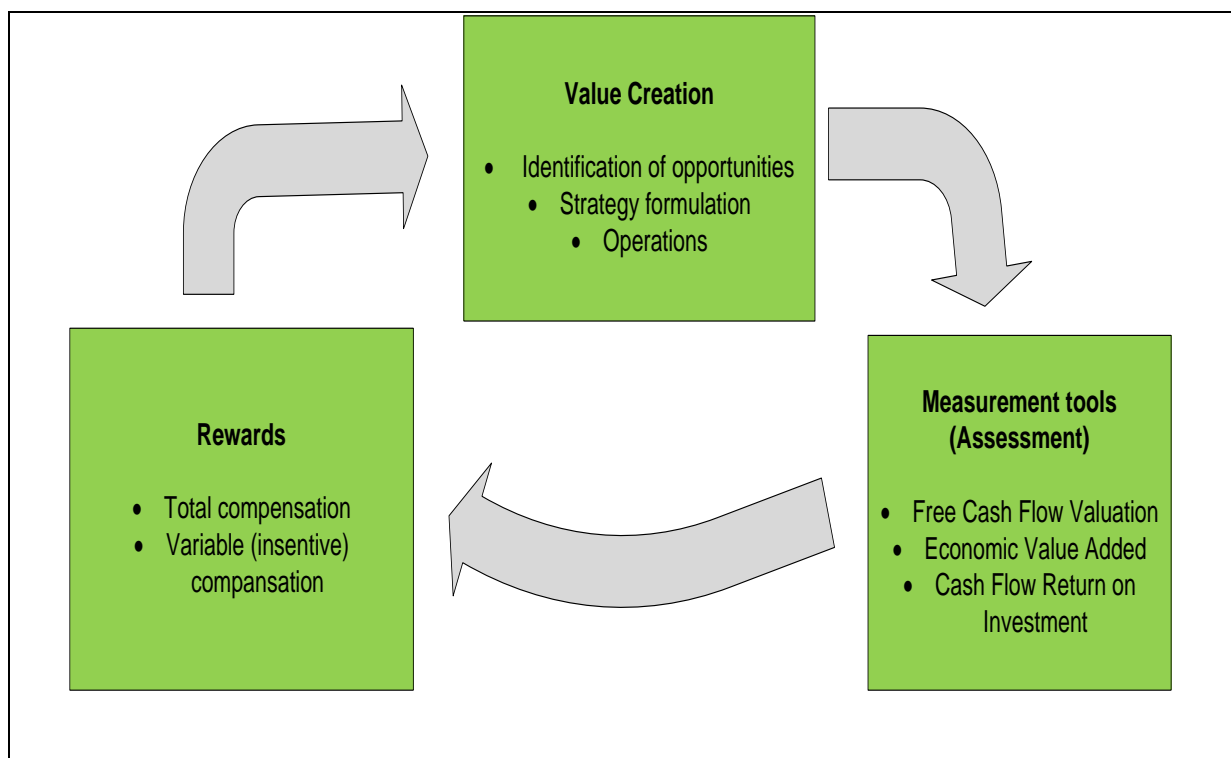 Value Creation
• Identification of opportunities
• Strategy formulation
• Operations
Measurement tools
(Assessment)
• Free Cash Flow Valuation
• Economic Value Added
• Cash Flow Return on
Investment
Rewards
• Total compensation
• Variable (insentive)
compansation